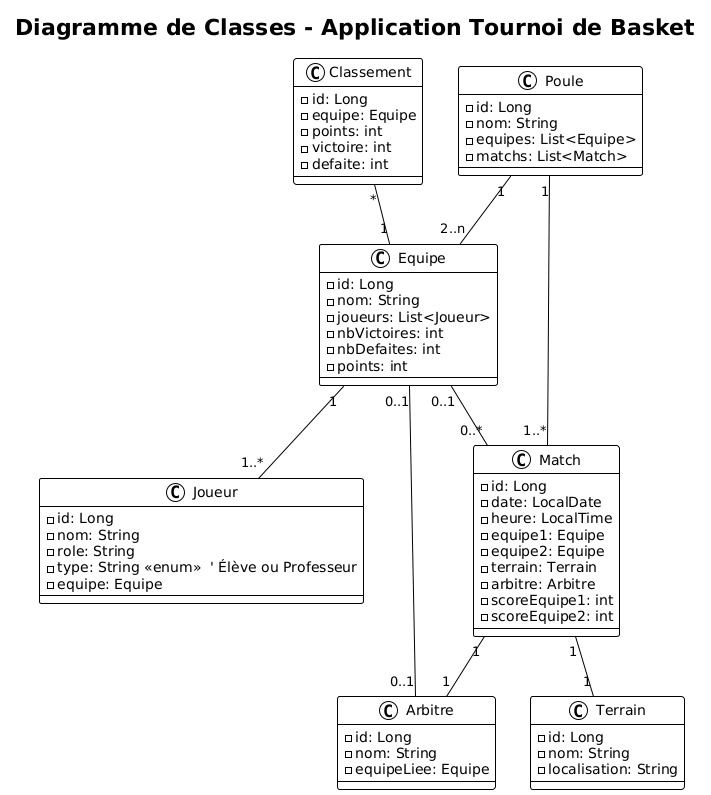 Diagramme de Classes - Application Tournoi de Basket
C Classement
id: Long
equipe: Equipe
points: int
victoire: int
defaite: int
C Poule
id: Long
nom: String
equipes: List<Equipe>
matchs: List<Match>
*
1
1
2..n
1
1..*
C Equipe
id: Long
nom: String
joueurs: List<Joueur>
nbVictoires: int
nbDefaites: int
points: int
1
1..*
0..1
0..1
0..1
0..*
C Joueur
id: Long
nom: String
role: String
type: String «enum»  ' Élève ou Professeur
equipe: Equipe
C Match
id: Long
date: LocalDate
heure: LocalTime
equipe1: Equipe
equipe2: Equipe
terrain: Terrain
arbitre: Arbitre
scoreEquipe1: int
scoreEquipe2: int
1
1
1
1
C Arbitre
id: Long
nom: String
equipeLiee: Equipe
C Terrain
id: Long
nom: String
localisation: String